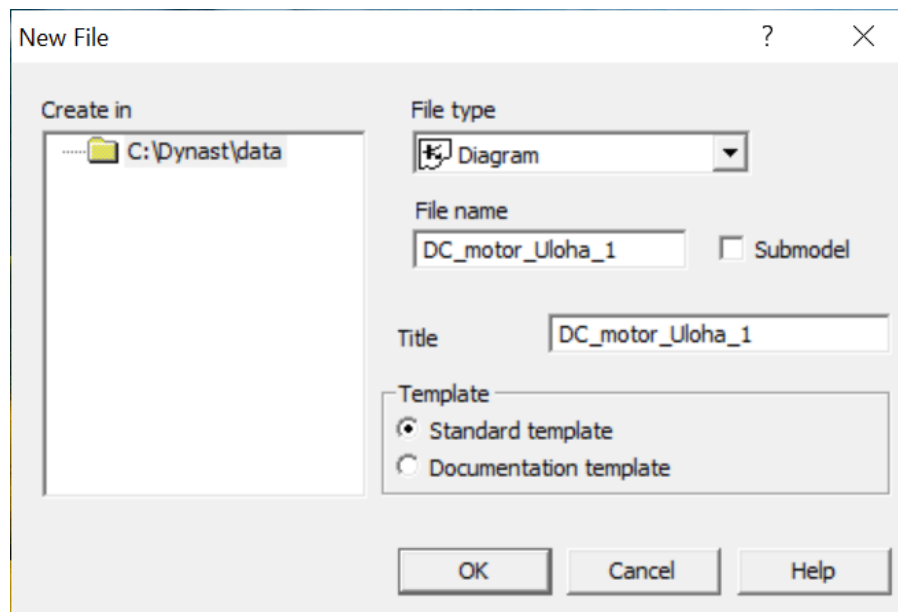 New File
?
Create in
C:\Dynast\data
File type
Diagram
File name
DC_motor_Uloha_1
Submodel
Title
DC_motor_Uloha_1
Template
Standard template
Documentation template
OK
Cancel
Help